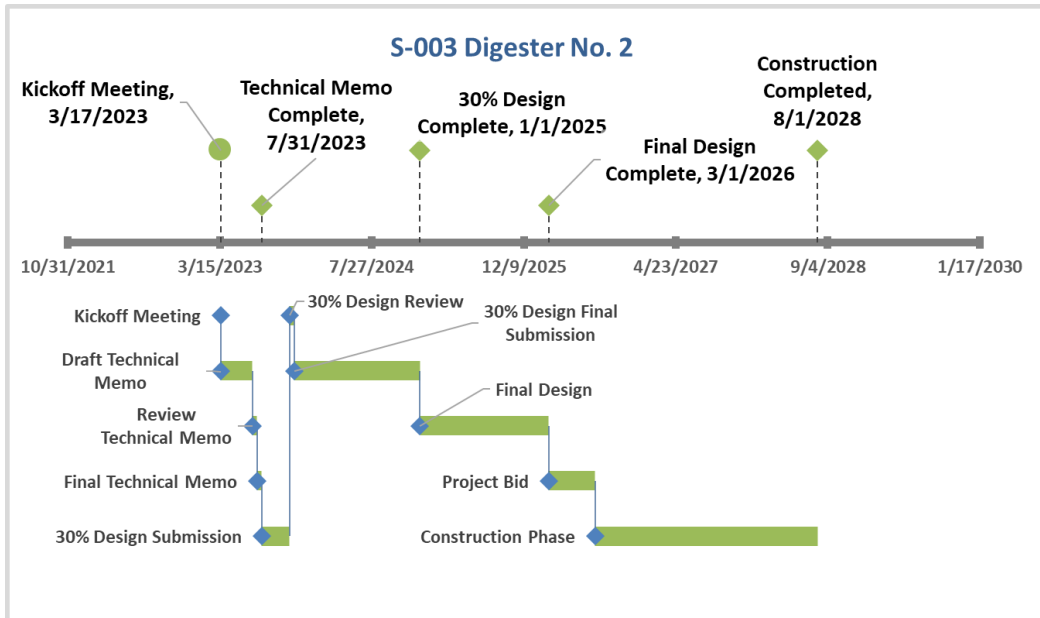 S-003 Digester No. 2
Kickoff Meeting,
3/17/2023
Technical Memo
Complete,
7/31/2023
30% Design
Complete, 1/1/2025
Final Design
Complete, 3/1/2026
Construction
Completed,
8/1/2028
10/31/2021
3/15/2023
7/27/2024
12/9/2025
4/23/2027
9/4/2028
1/17/2030
Kickoff Meeting
30% Design Review
30% Design Final
Submission
Draft Technical
Memo
Final Design
Review
Technical Memo
Final Technical Memo
Project Bid
30% Design Submission
Construction Phase